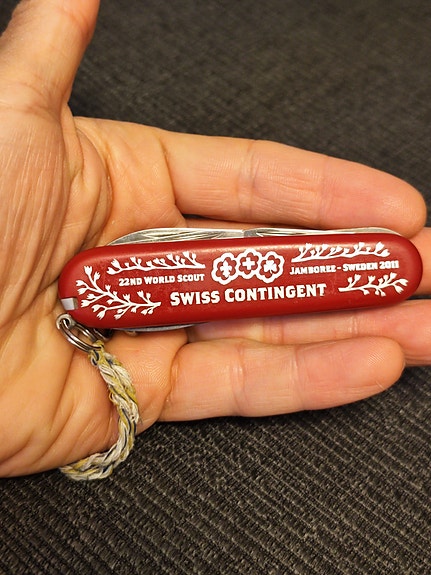 22nd World Scout Jamboree - Sweden 2011
Swiss Contingent